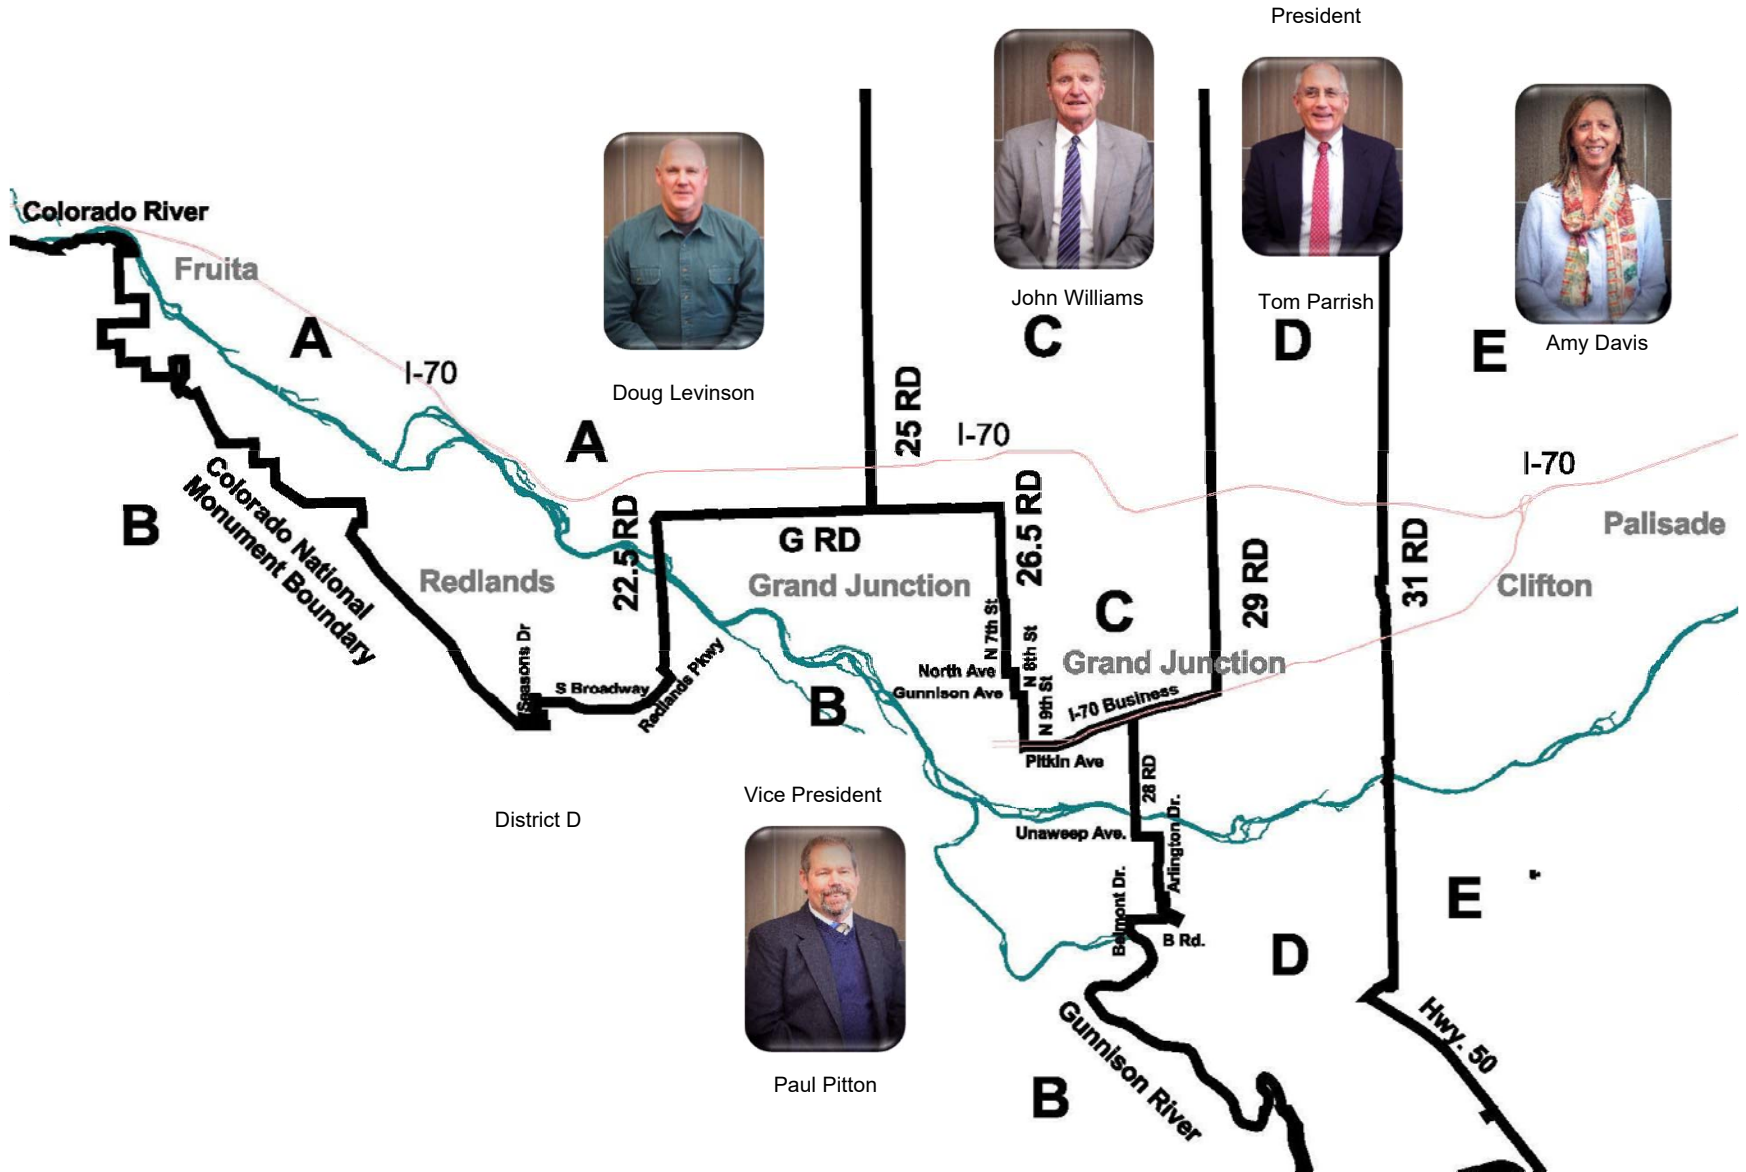 President
John Williams
Tom Parrish
Amy Davis
Doug Levinson
Colorado River
Fruita
A
I-70
C
D
E
25 RD
I-70
A
I-70
B
Colorado National
Monument Boundary
Redlands
22.5 RD
G RD
Grand Junction
26.5 RD
29 RD
31 RD
Palisade
Clifton
C
Grand Junction
N 7th St
N 8th St
North Ave
Gunnison Ave
N 9th St
I-70 Business
Pitkin Ave
Seasons Dr
S Broadway
Redlands Pkwy
B
28 RD
Unaweep Ave.
Arlington Dr.
Belmont Dr.
B Rd.
Vice President
District D
Paul Pitton
E
D
Hwy. 50
Gunnison River
B